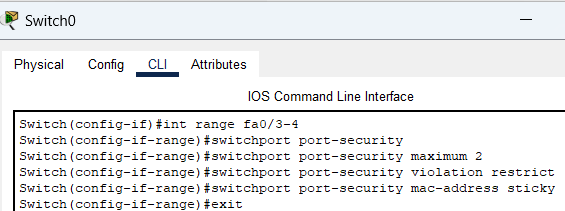 Switch0
Physical Config CLI Attributes
IOS Command Line Interface
Switch(config-if)#int range fa0/3-4
Switch(config-if-range)#switchport port-security
Switch(config-if-range)#switchport port-security maximum 2
Switch(config-if-range)#switchport port-security violation restrict
Switch(config-if-range)#switchport port-security mac-address sticky
Switch(config-if-range)#exit